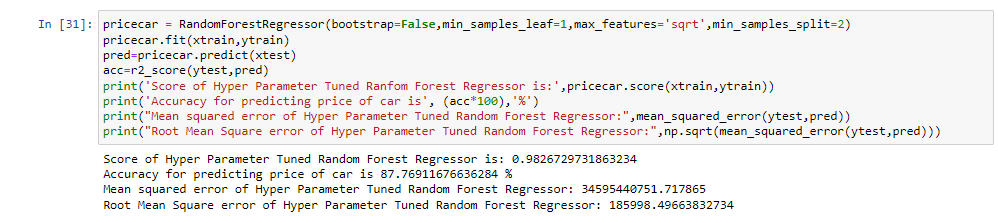 In [31]: pricecar = RandomForestRegressor(bootstrap=False,min_samples_leaf=1,max_features='sqrt',min_samples_split=2)
pricecar.fit(xtrain,ytrain)
pred=pricecar.predict(xtest)
acc=r2_score(ytest,pred)
print('Score of Hyper Parameter Tuned Ranfom Forest Regressor is:',pricecar.score(xtrain,ytrain))
print('Accuracy for predicting price of car is', (acc*100),'%')
print("Mean squared error of Hyper Parameter Tuned Random Forest Regressor:",mean_squared_error(ytest,pred))
print("Root Mean Square error of Hyper Parameter Tuned Random Forest Regressor:",np.sqrt(mean_squared_error(ytest,pred)))
Score of Hyper Parameter Tuned Random Forest Regressor is: 0.9826729731863234
Accuracy for predicting price of car is 87.76911676636284 %
Mean squared error of Hyper Parameter Tuned Random Forest Regressor: 34595440751.717865
Root Mean Square error of Hyper Parameter Tuned Random Forest Regressor: 185998.49663832734